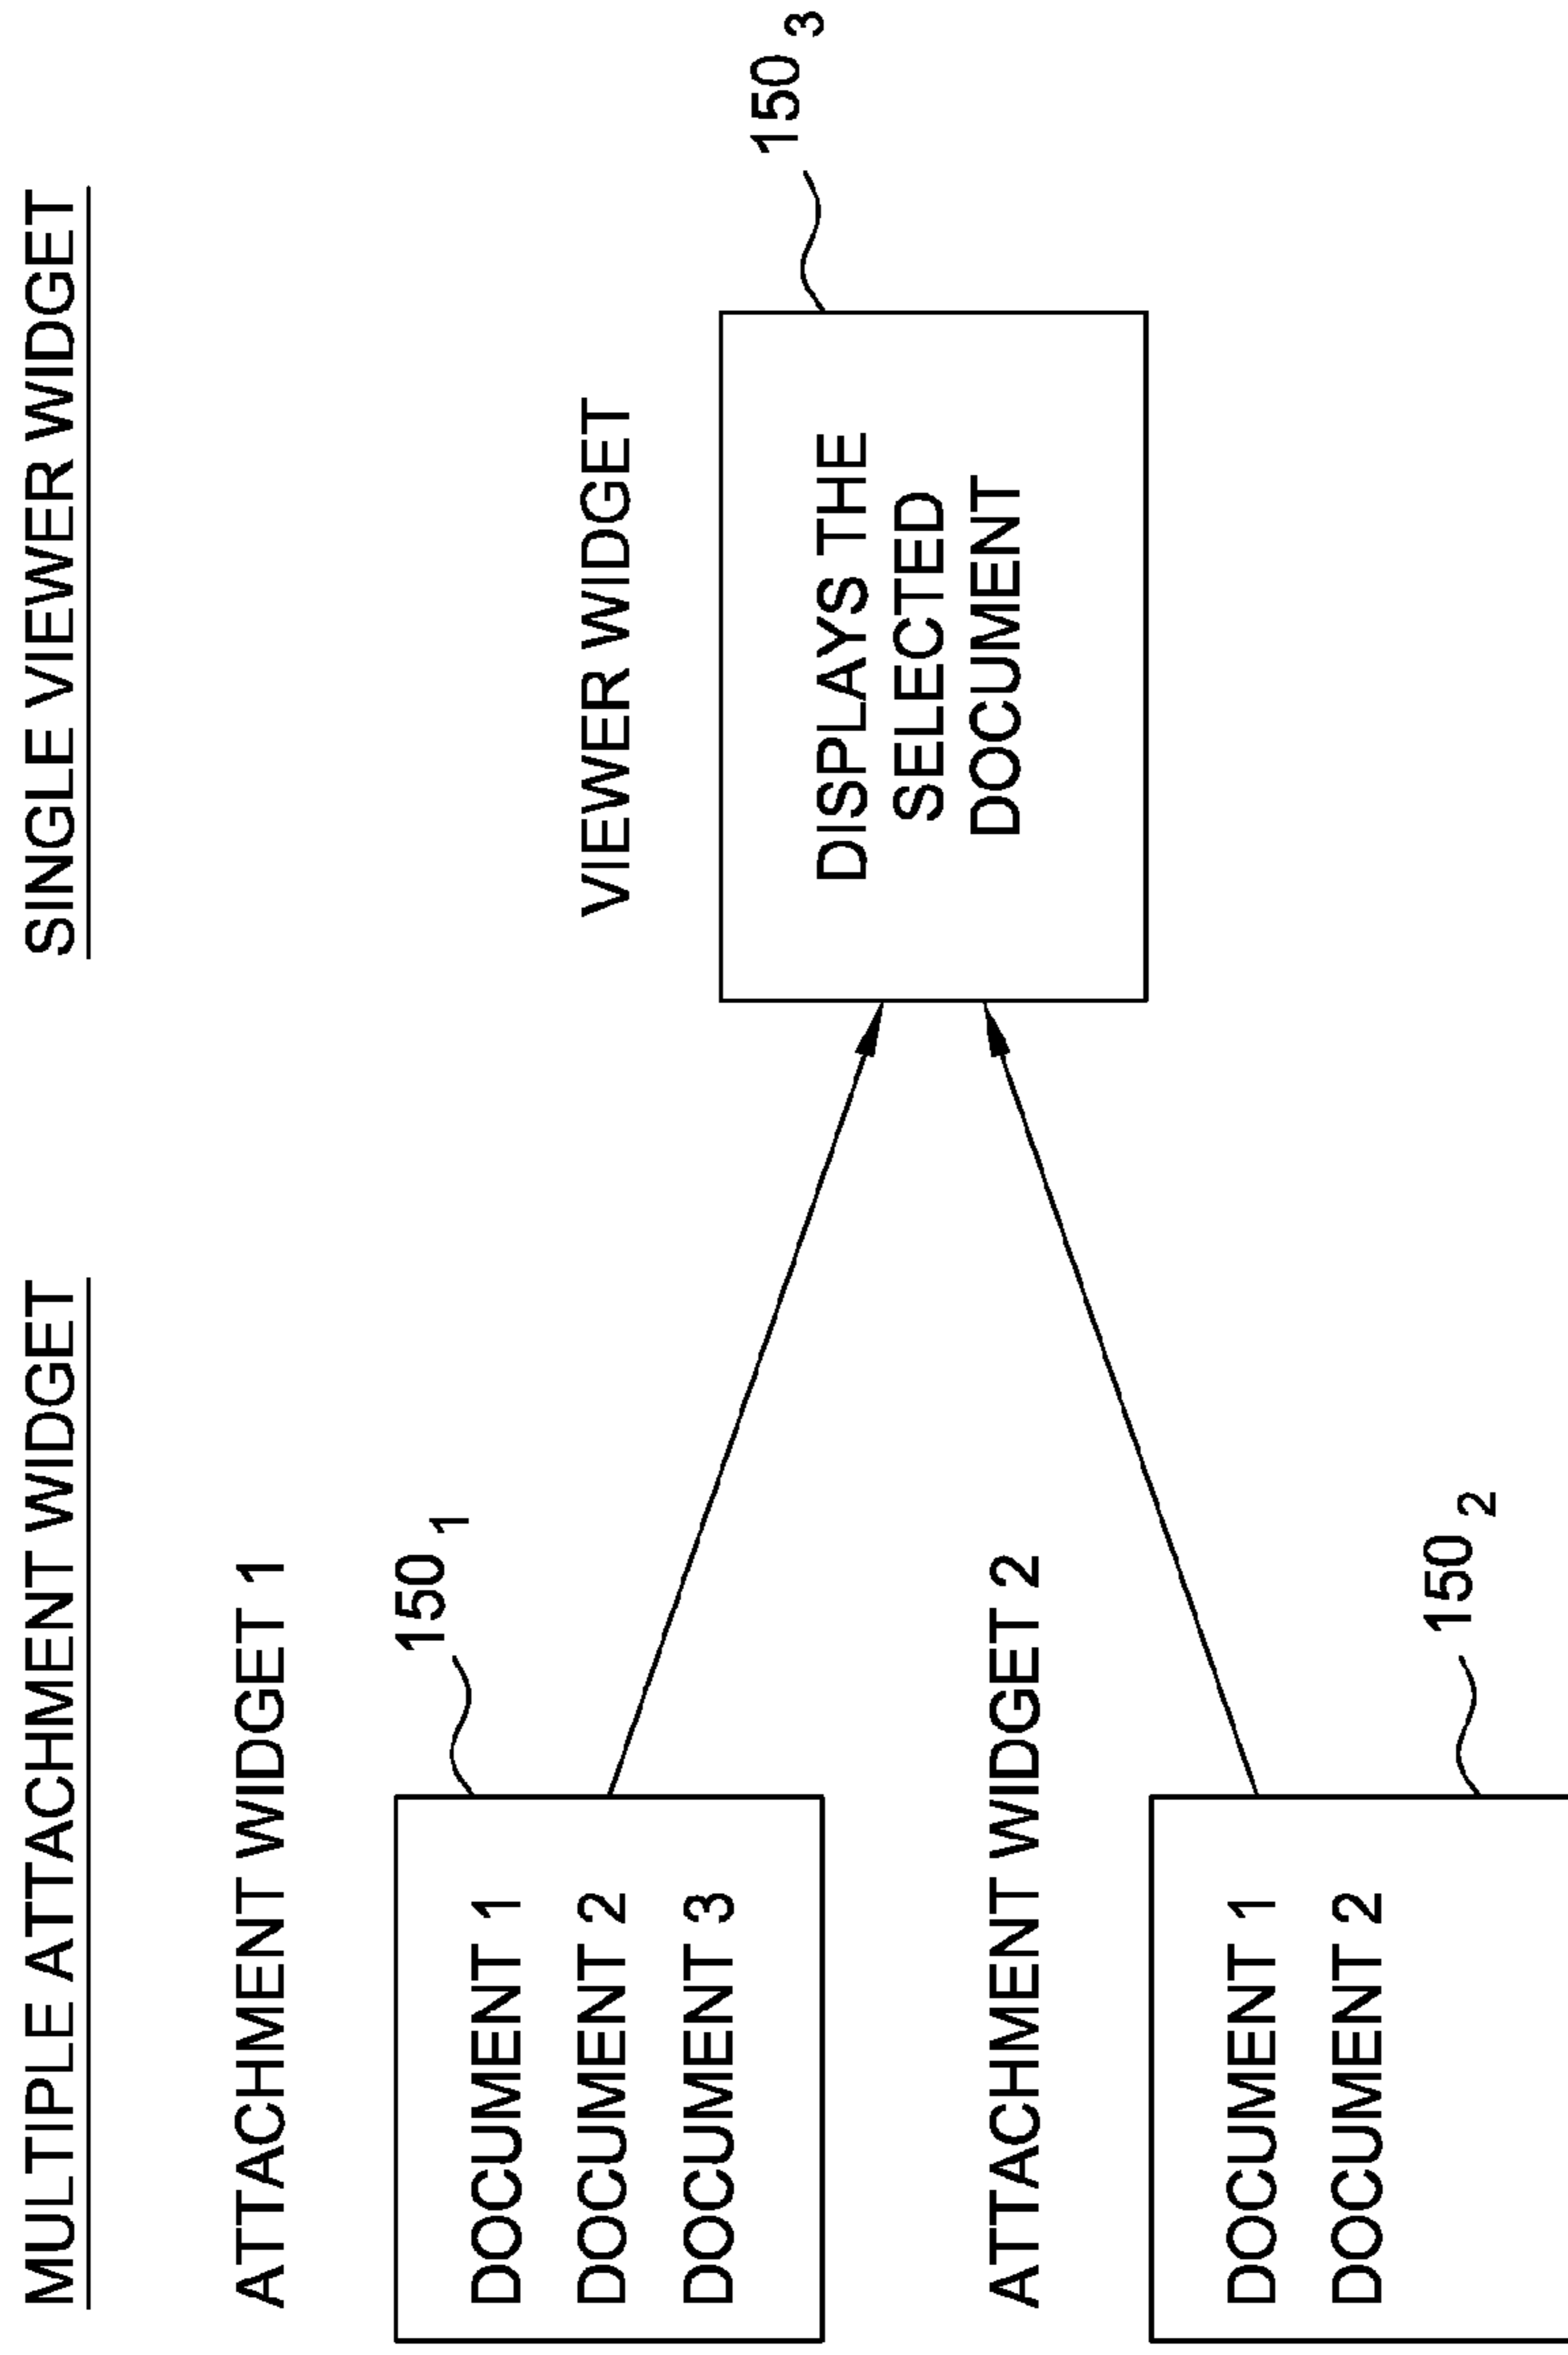 MULTIPLE ATTACHMENT WIDGET
SINGLE VIEWER WIDGET
ATTACHMENT WIDGET 1
150 1
DOCUMENT 1
DOCUMENT 2
DOCUMENT 3
VIEWER WIDGET
150 3
DISPLAYS THE
SELECTED
DOCUMENT
ATTACHMENT WIDGET 2
150 2
DOCUMENT 1
DOCUMENT 2